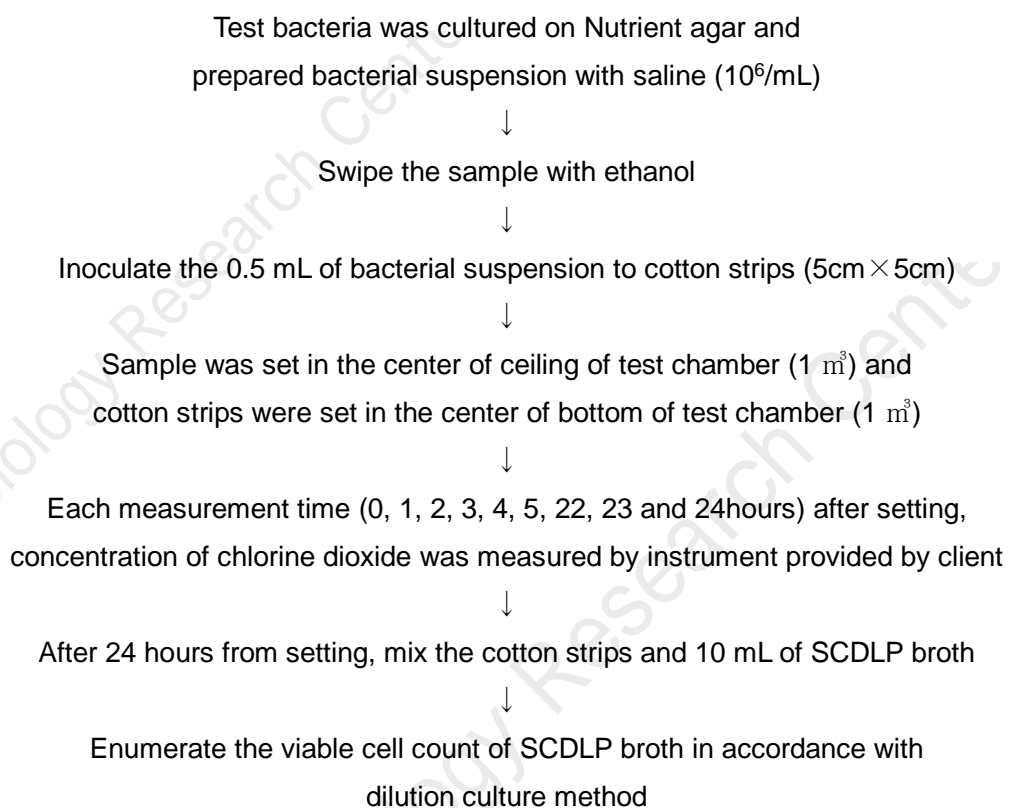 Test bacteria was cultured on Nutrient agar and
prepared bacterial suspension with saline (10⁶/mL)
↓
Swipe the sample with ethanol
↓
Inoculate the 0.5 mL of bacterial suspension to cotton strips (5cm×5cm)
↓
Sample was set in the center of ceiling of test chamber (1 ㎥) and
cotton strips were set in the center of bottom of test chamber (1 ㎥)
↓
Each measurement time (0, 1, 2, 3, 4, 5, 22, 23 and 24hours) after setting,
concentration of chlorine dioxide was measured by instrument provided by client
↓
After 24 hours from setting, mix the cotton strips and 10 mL of SCDLP broth
↓
Enumerate the viable cell count of SCDLP broth in accordance with
dilution culture method